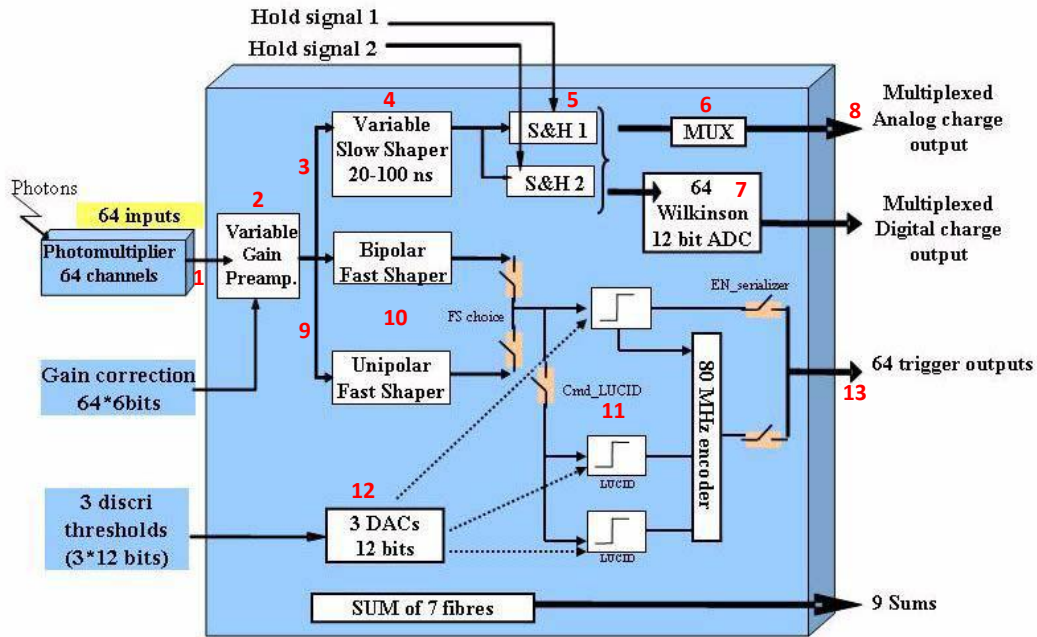 Hold signal 1
Hold signal 2
4
5
6
8
Multiplexed
Analog charge
output
Variable
Slow Shaper
20-100 ns
S&H 1
MUX
3
S&H 2
Photons
64 inputs
2
64
7
Wilkinson
12 bit ADC
Multiplexed
Digital charge
output
Photomultiplier
64 channels
1
Variable
Gain
Preamp.
Bipolar
Fast Shaper
EN_serializer
9
10
FS choice
Gain correction
64*6bits
Unipolar
Fast Shaper
80 MHz encoder
64 trigger outputs
13
Cmd_LUCID
11
LUCID
12
3 discri
thresholds
(3*12 bits)
3 DACs
12 bits
LUCID
SUM of 7 fibres
9 Sums